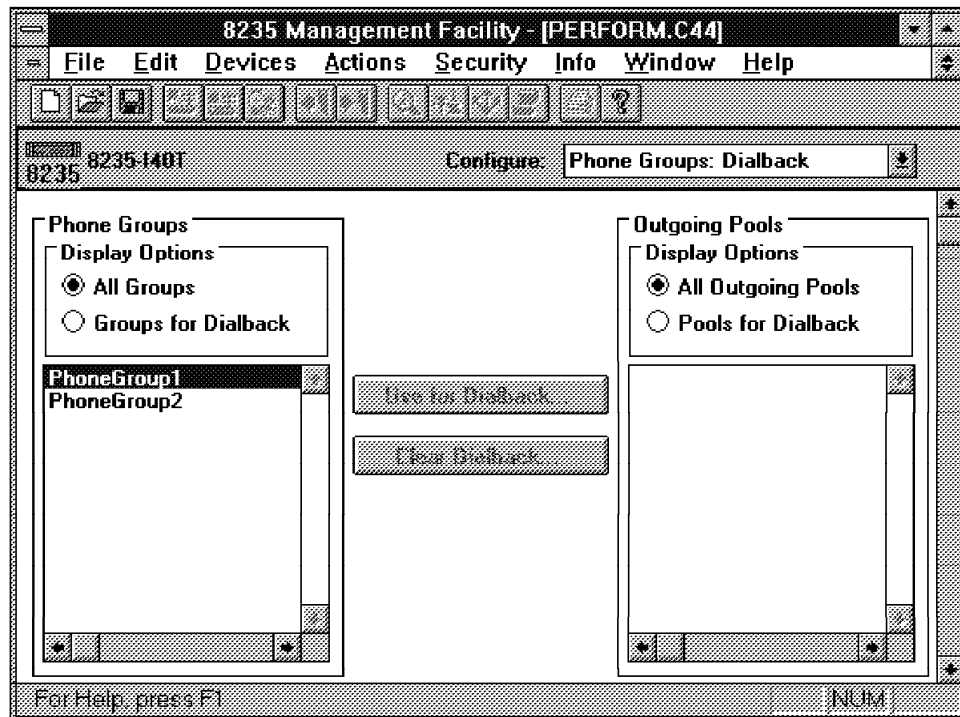 8235 Management Facility - [PERFORM.C44]
File Edit Devices Actions Security Info Window Help
8235
8235-I40T
Configure: Phone Groups: Dialback
Phone Groups
Display Options
All Groups
Groups for Dialback
PhoneGroup1
PhoneGroup2
Use for Dialback...
Clear Dialback...
Outgoing Pools
Display Options
All Outgoing Pools
Pools for Dialback
For Help, press F1
NUM